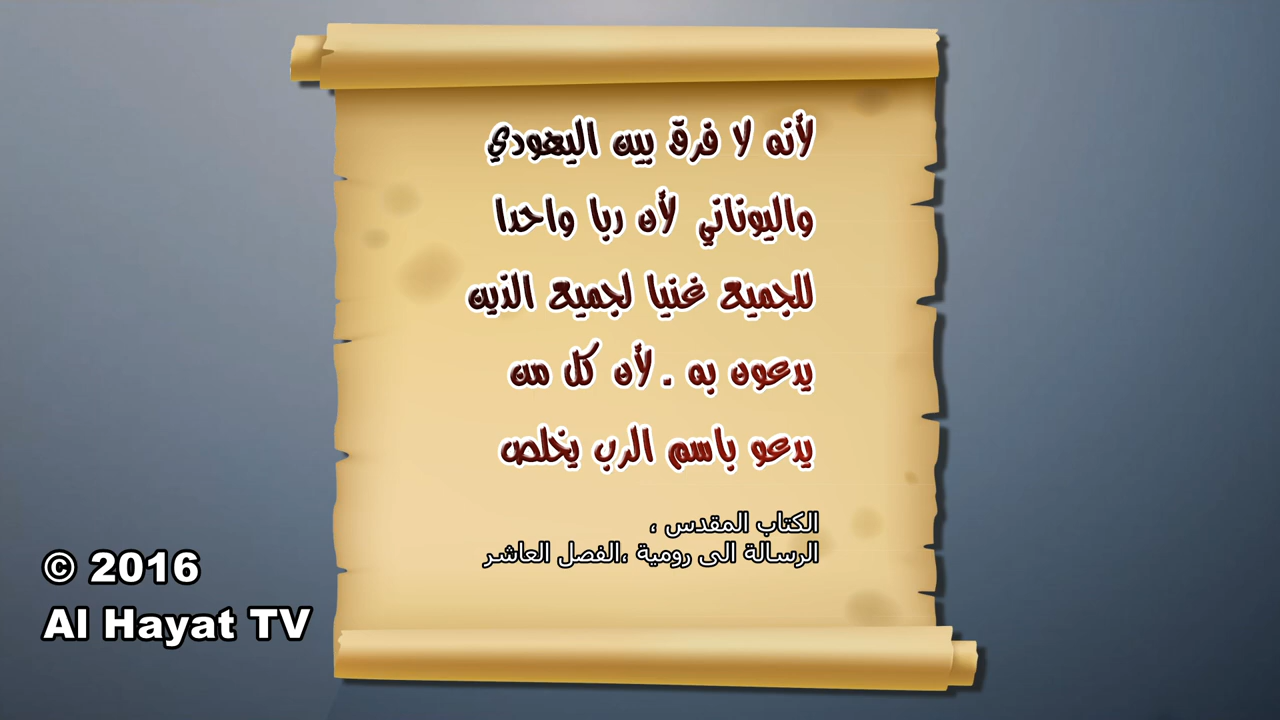 لأنه لا فرق بين اليهودي
واليوناني لأن ربا واحدا
للجميع غنيا لجميع الذين
يدعون به . لأن كل من
يدعو باسم الرب يخلص
الكتاب المقدس ،
الرسالة الى رومية ،الفصل العاشر
© 2016
Al Hayat TV